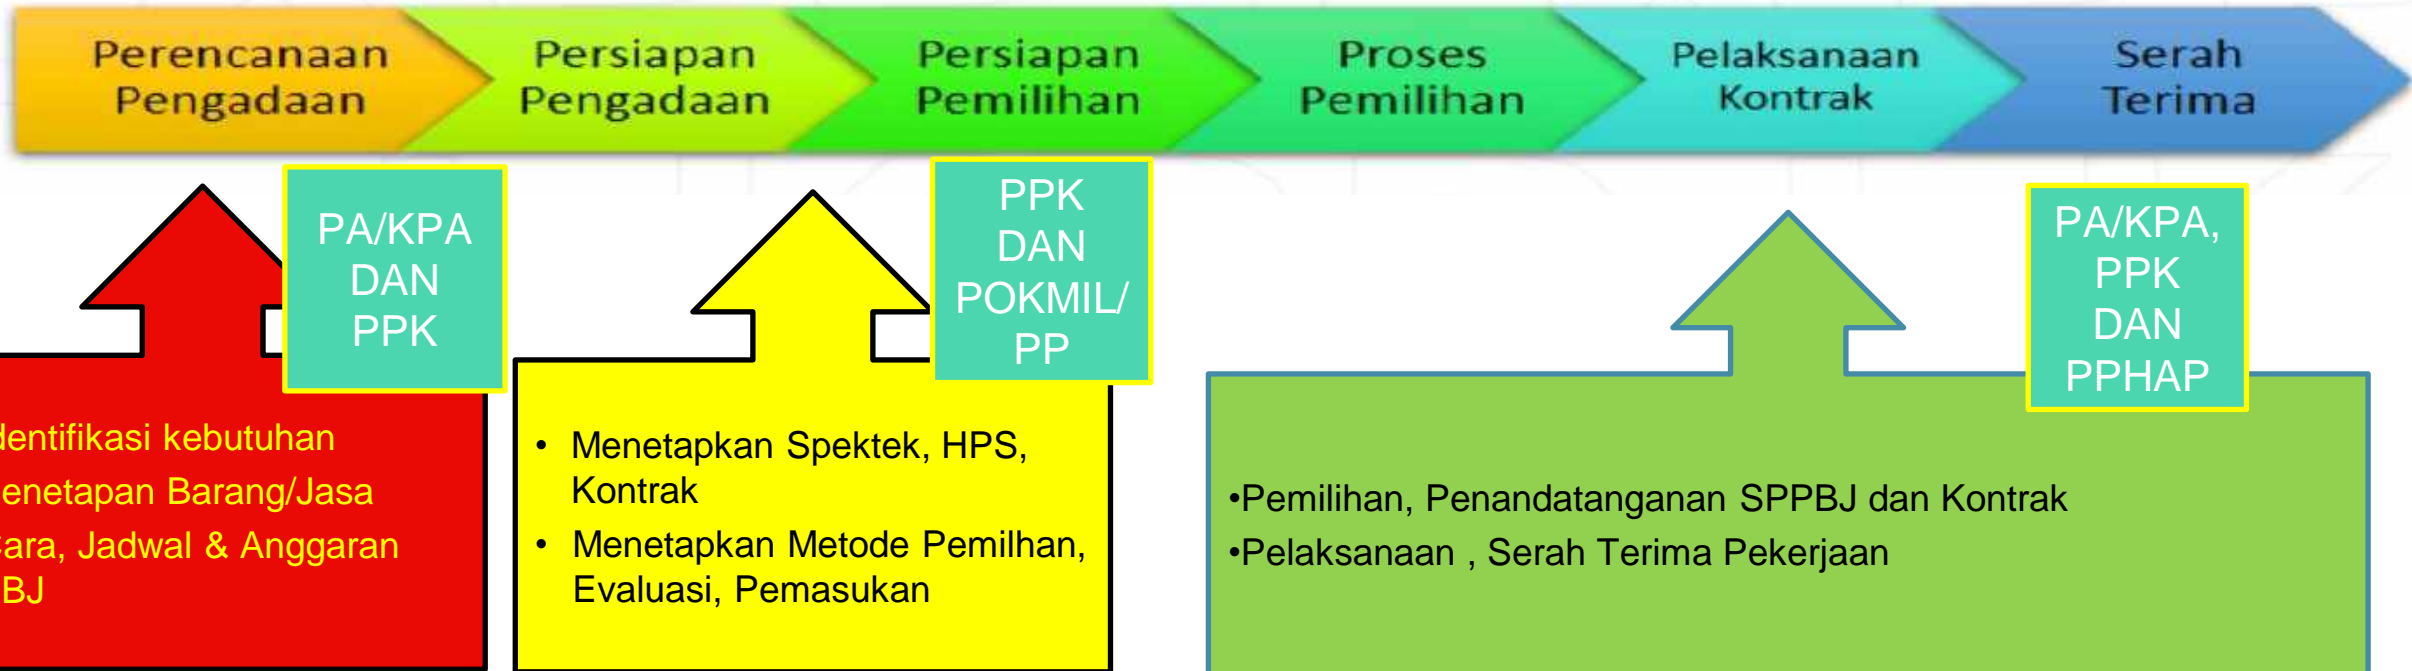 Perencanaan
Pengadaan
Persiapan
Pengadaan
Persiapan
Pemilihan
Proses
Pemilihan
Pelaksanaan
Kontrak
Serah
Terima
PA/KPA
DAN
PPK
PPK
DAN
POKMIL/
PP
PA/KPA,
PPK
DAN
PPHAP
dentifikasi kebutuhan
enetapan Barang/Jasa
Cara, Jadwal & Anggaran
BJ
• Menetapkan Spektek, HPS,
Kontrak
• Menetapkan Metode Pemilhan,
Evaluasi, Pemasukan
•Pemilihan, Penandatanganan SPPBJ dan Kontrak
•Pelaksanaan , Serah Terima Pekerjaan